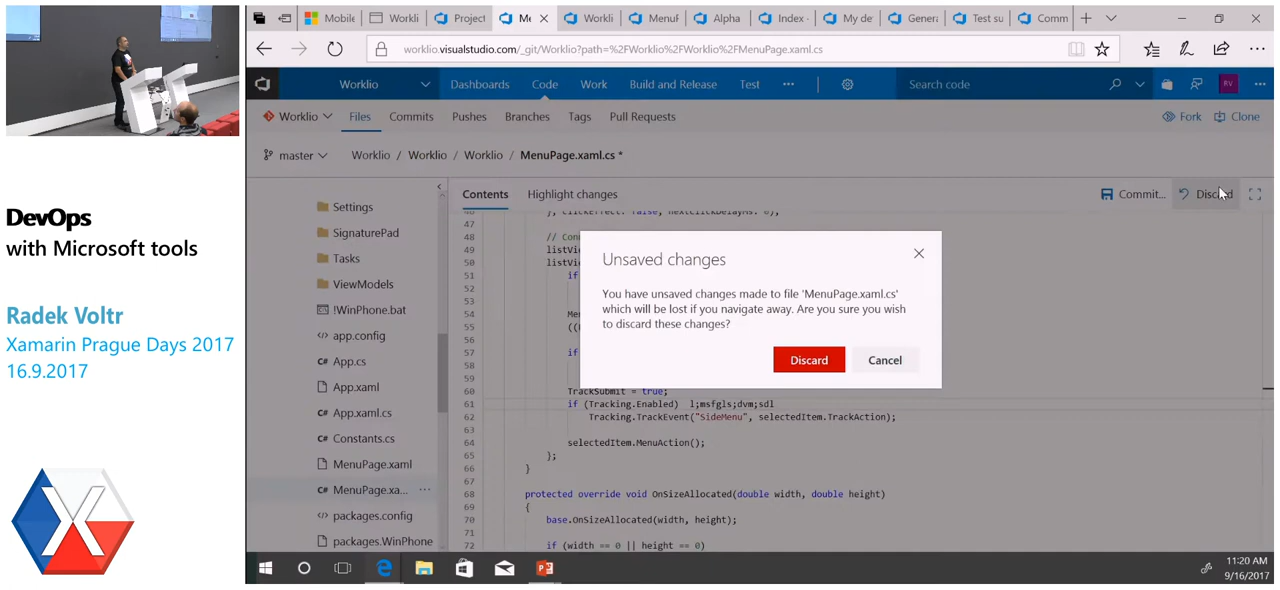 DevOps
with Microsoft tools
Radek Voltr
Xamarin Prague Days 2017
16.9.2017
Mobile
Workli
Project
Me
Workli
MenuP
Alpha
Index -
My de
Genera
Test su
Comm
worklio.visualstudio.com/_git/Worklio?path=%2FWorklio%2FWorklio%2FMenuPage.xaml.cs
Worklio
Dashboards
Code
Work
Build and Release
Test
Search code
RV
Worklio
Files
Commits
Pushes
Branches
Tags
Pull Requests
Fork
Clone
master
Worklio / Worklio / Worklio / MenuPage.xaml.cs *
Settings
SignaturePad
Tasks
ViewModels
!WinPhone.bat
app.config
C# App.cs
App.xaml
C# App.xaml.cs
C# Constants.cs
MenuPage.xaml
C# MenuPage.xa... ...
packages.config
packages.WinPhone
Contents
Highlight changes
Commit...
Discard
47
48 // Con
49 listVie
50 listVie
51 if
52
53
54 Me
55 ((
56
57 if
58
59
60 TrackSubmit = true;
61 if (Tracking.Enabled) l;msfgls;dvm;sdl
62 Tracking.TrackEvent("SideMenu", selectedItem.TrackAction);
63
64 selectedItem.MenuAction();
65 };
66 }
67
68 protected override void OnSizeAllocated(double width, double height)
69 {
70 base.OnSizeAllocated(width, height);
71
72 if (width == 0 || height == 0)
Unsaved changes
You have unsaved changes made to file 'MenuPage.xaml.cs'
which will be lost if you navigate away. Are you sure you wish
to discard these changes?
Discard
Cancel
11:20 AM
9/16/2017